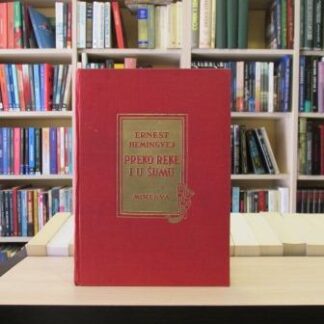 ERNEST
HEMINGVEJ
PREKO REKE
I U ŠUMU
MINERVA